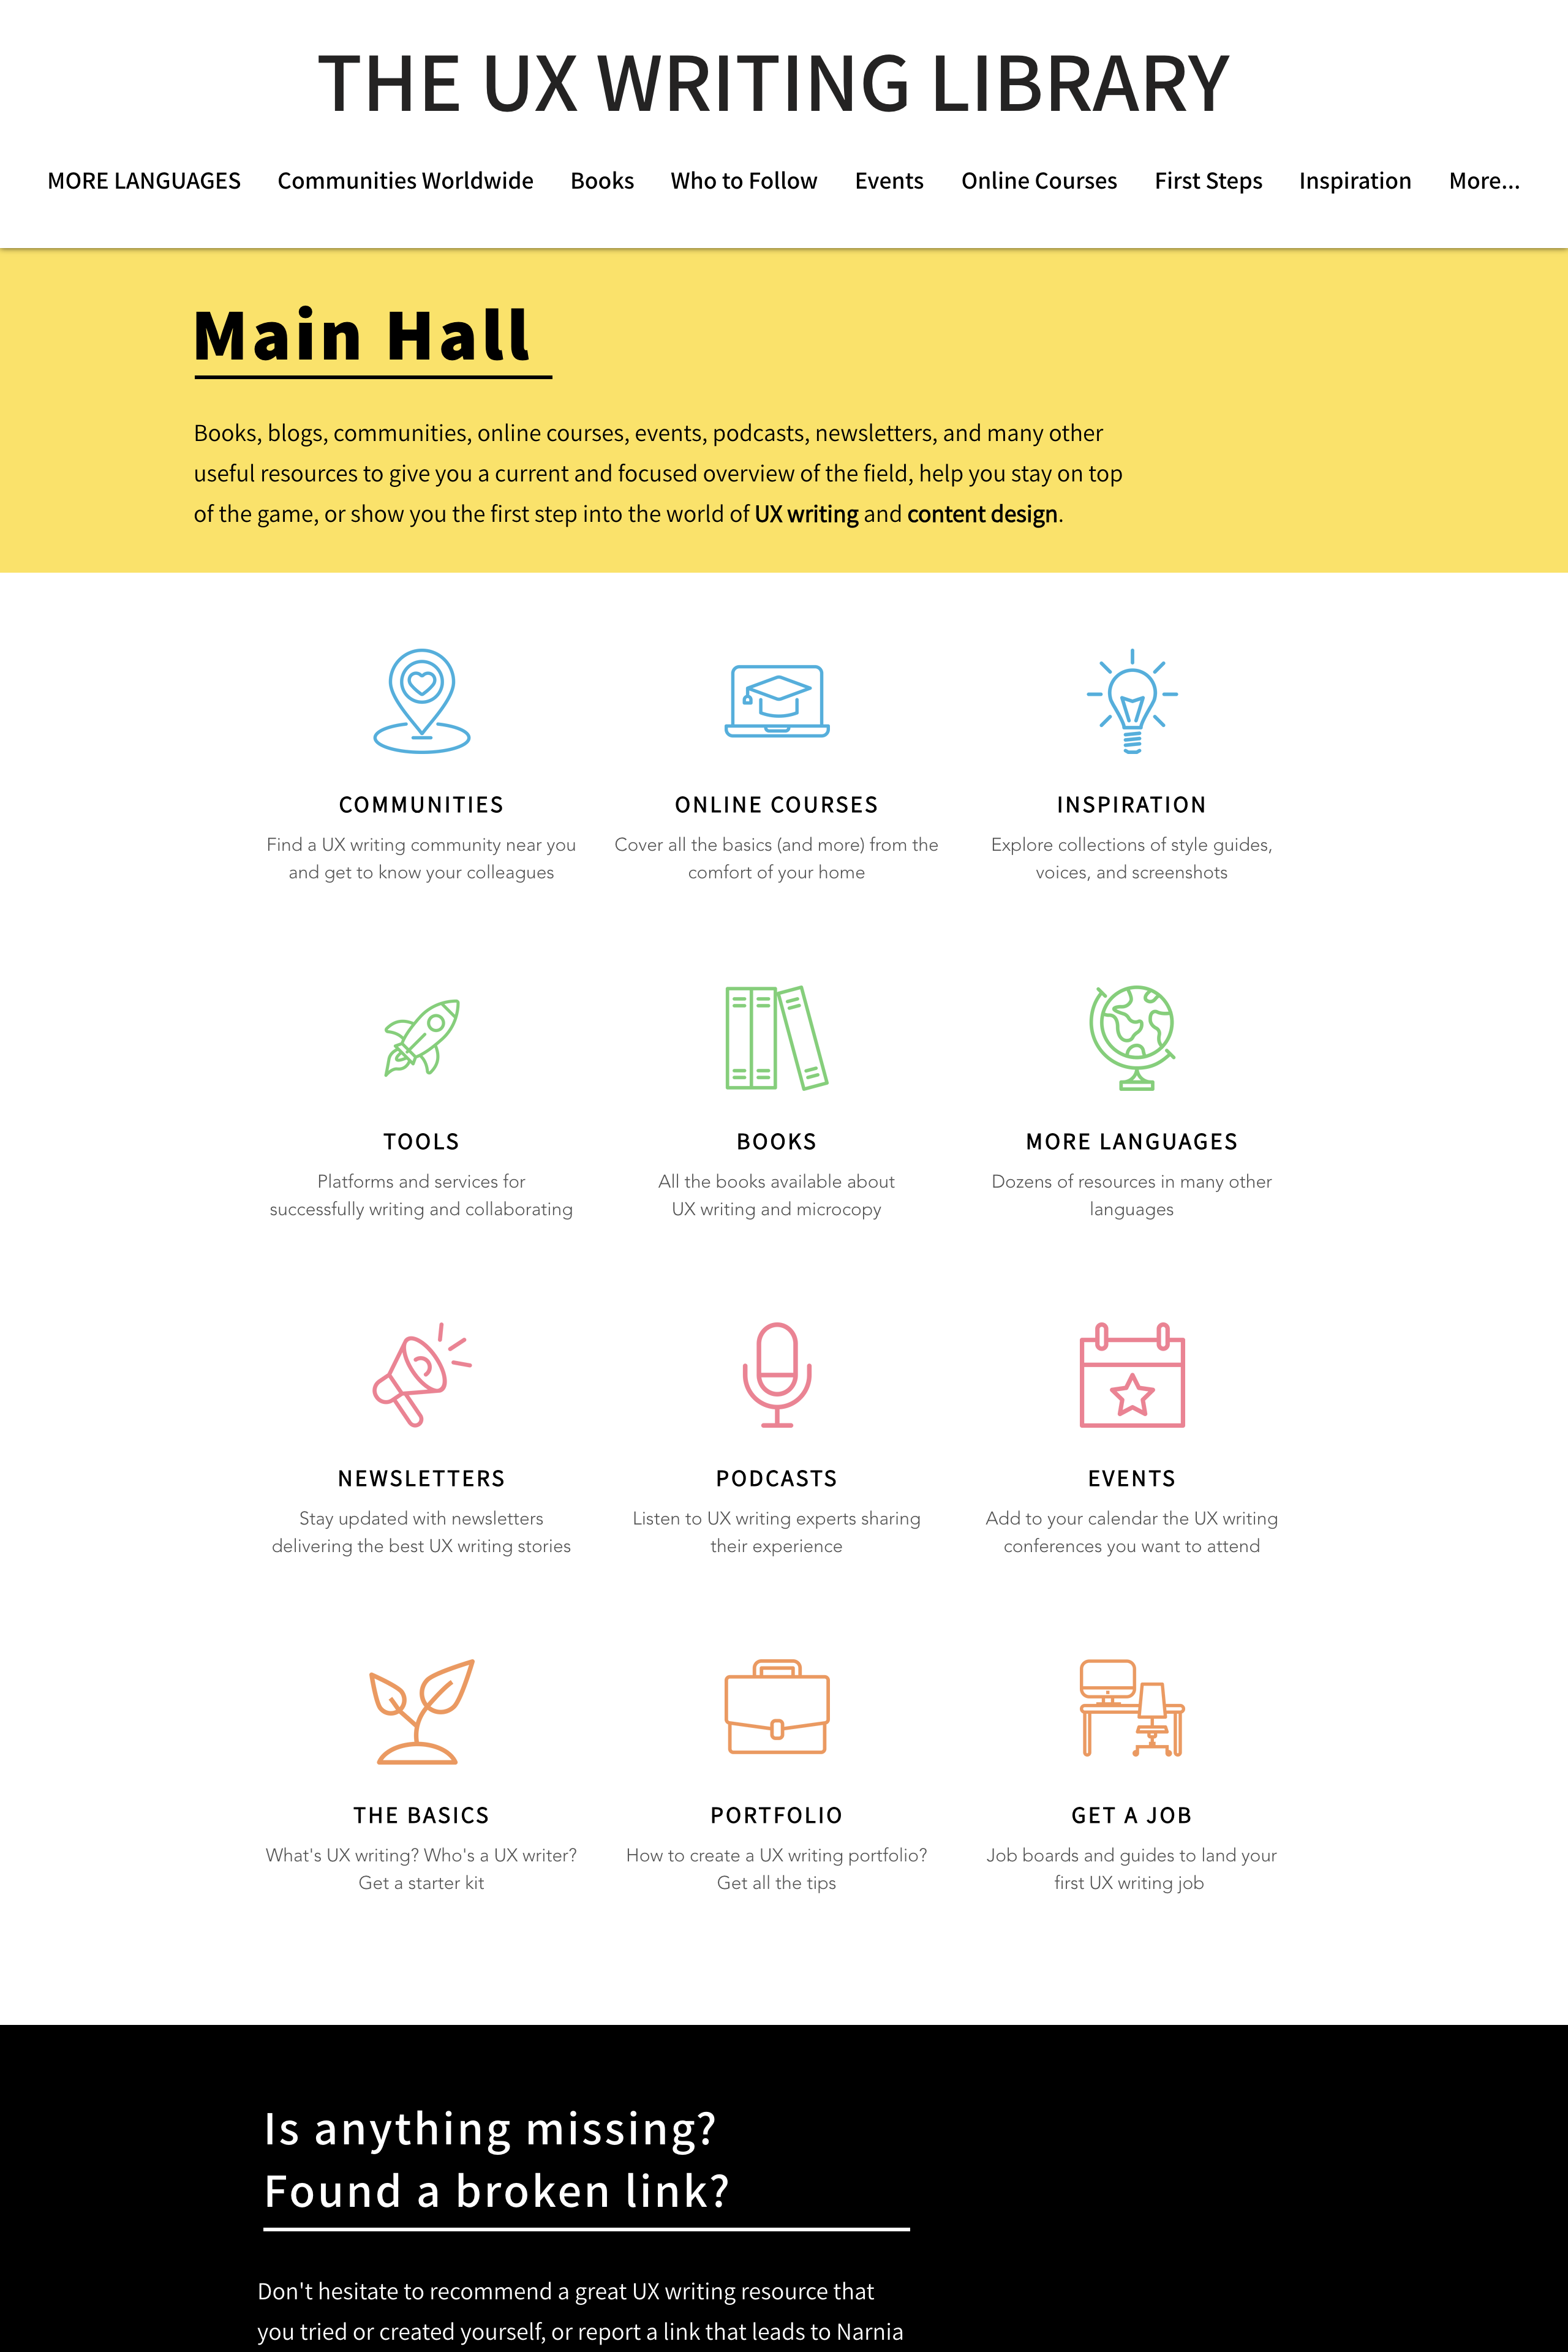 THE UX WRITING LIBRARY
MORE LANGUAGES Communities Worldwide Books Who to Follow Events Online Courses First Steps Inspiration More...
Main Hall
Books, blogs, communities, online courses, events, podcasts, newsletters, and many other
useful resources to give you a current and focused overview of the field, help you stay on top
of the game, or show you the first step into the world of UX writing and content design.
COMMUNITIES
Find a UX writing community near you
and get to know your colleagues
ONLINE COURSES
Cover all the basics (and more) from the
comfort of your home
INSPIRATION
Explore collections of style guides,
voices, and screenshots
TOOLS
Platforms and services for
successfully writing and collaborating
BOOKS
All the books available about
UX writing and microcopy
MORE LANGUAGES
Dozens of resources in many other
languages
NEWSLETTERS
Stay updated with newsletters
delivering the best UX writing stories
PODCASTS
Listen to UX writing experts sharing
their experience
EVENTS
Add to your calendar the UX writing
conferences you want to attend
THE BASICS
What's UX writing? Who's a UX writer?
Get a starter kit
PORTFOLIO
How to create a UX writing portfolio?
Get all the tips
GET A JOB
Job boards and guides to land your
first UX writing job
Is anything missing?
Found a broken link?
Don't hesitate to recommend a great UX writing resource that
you tried or created yourself, or report a link that leads to Narnia